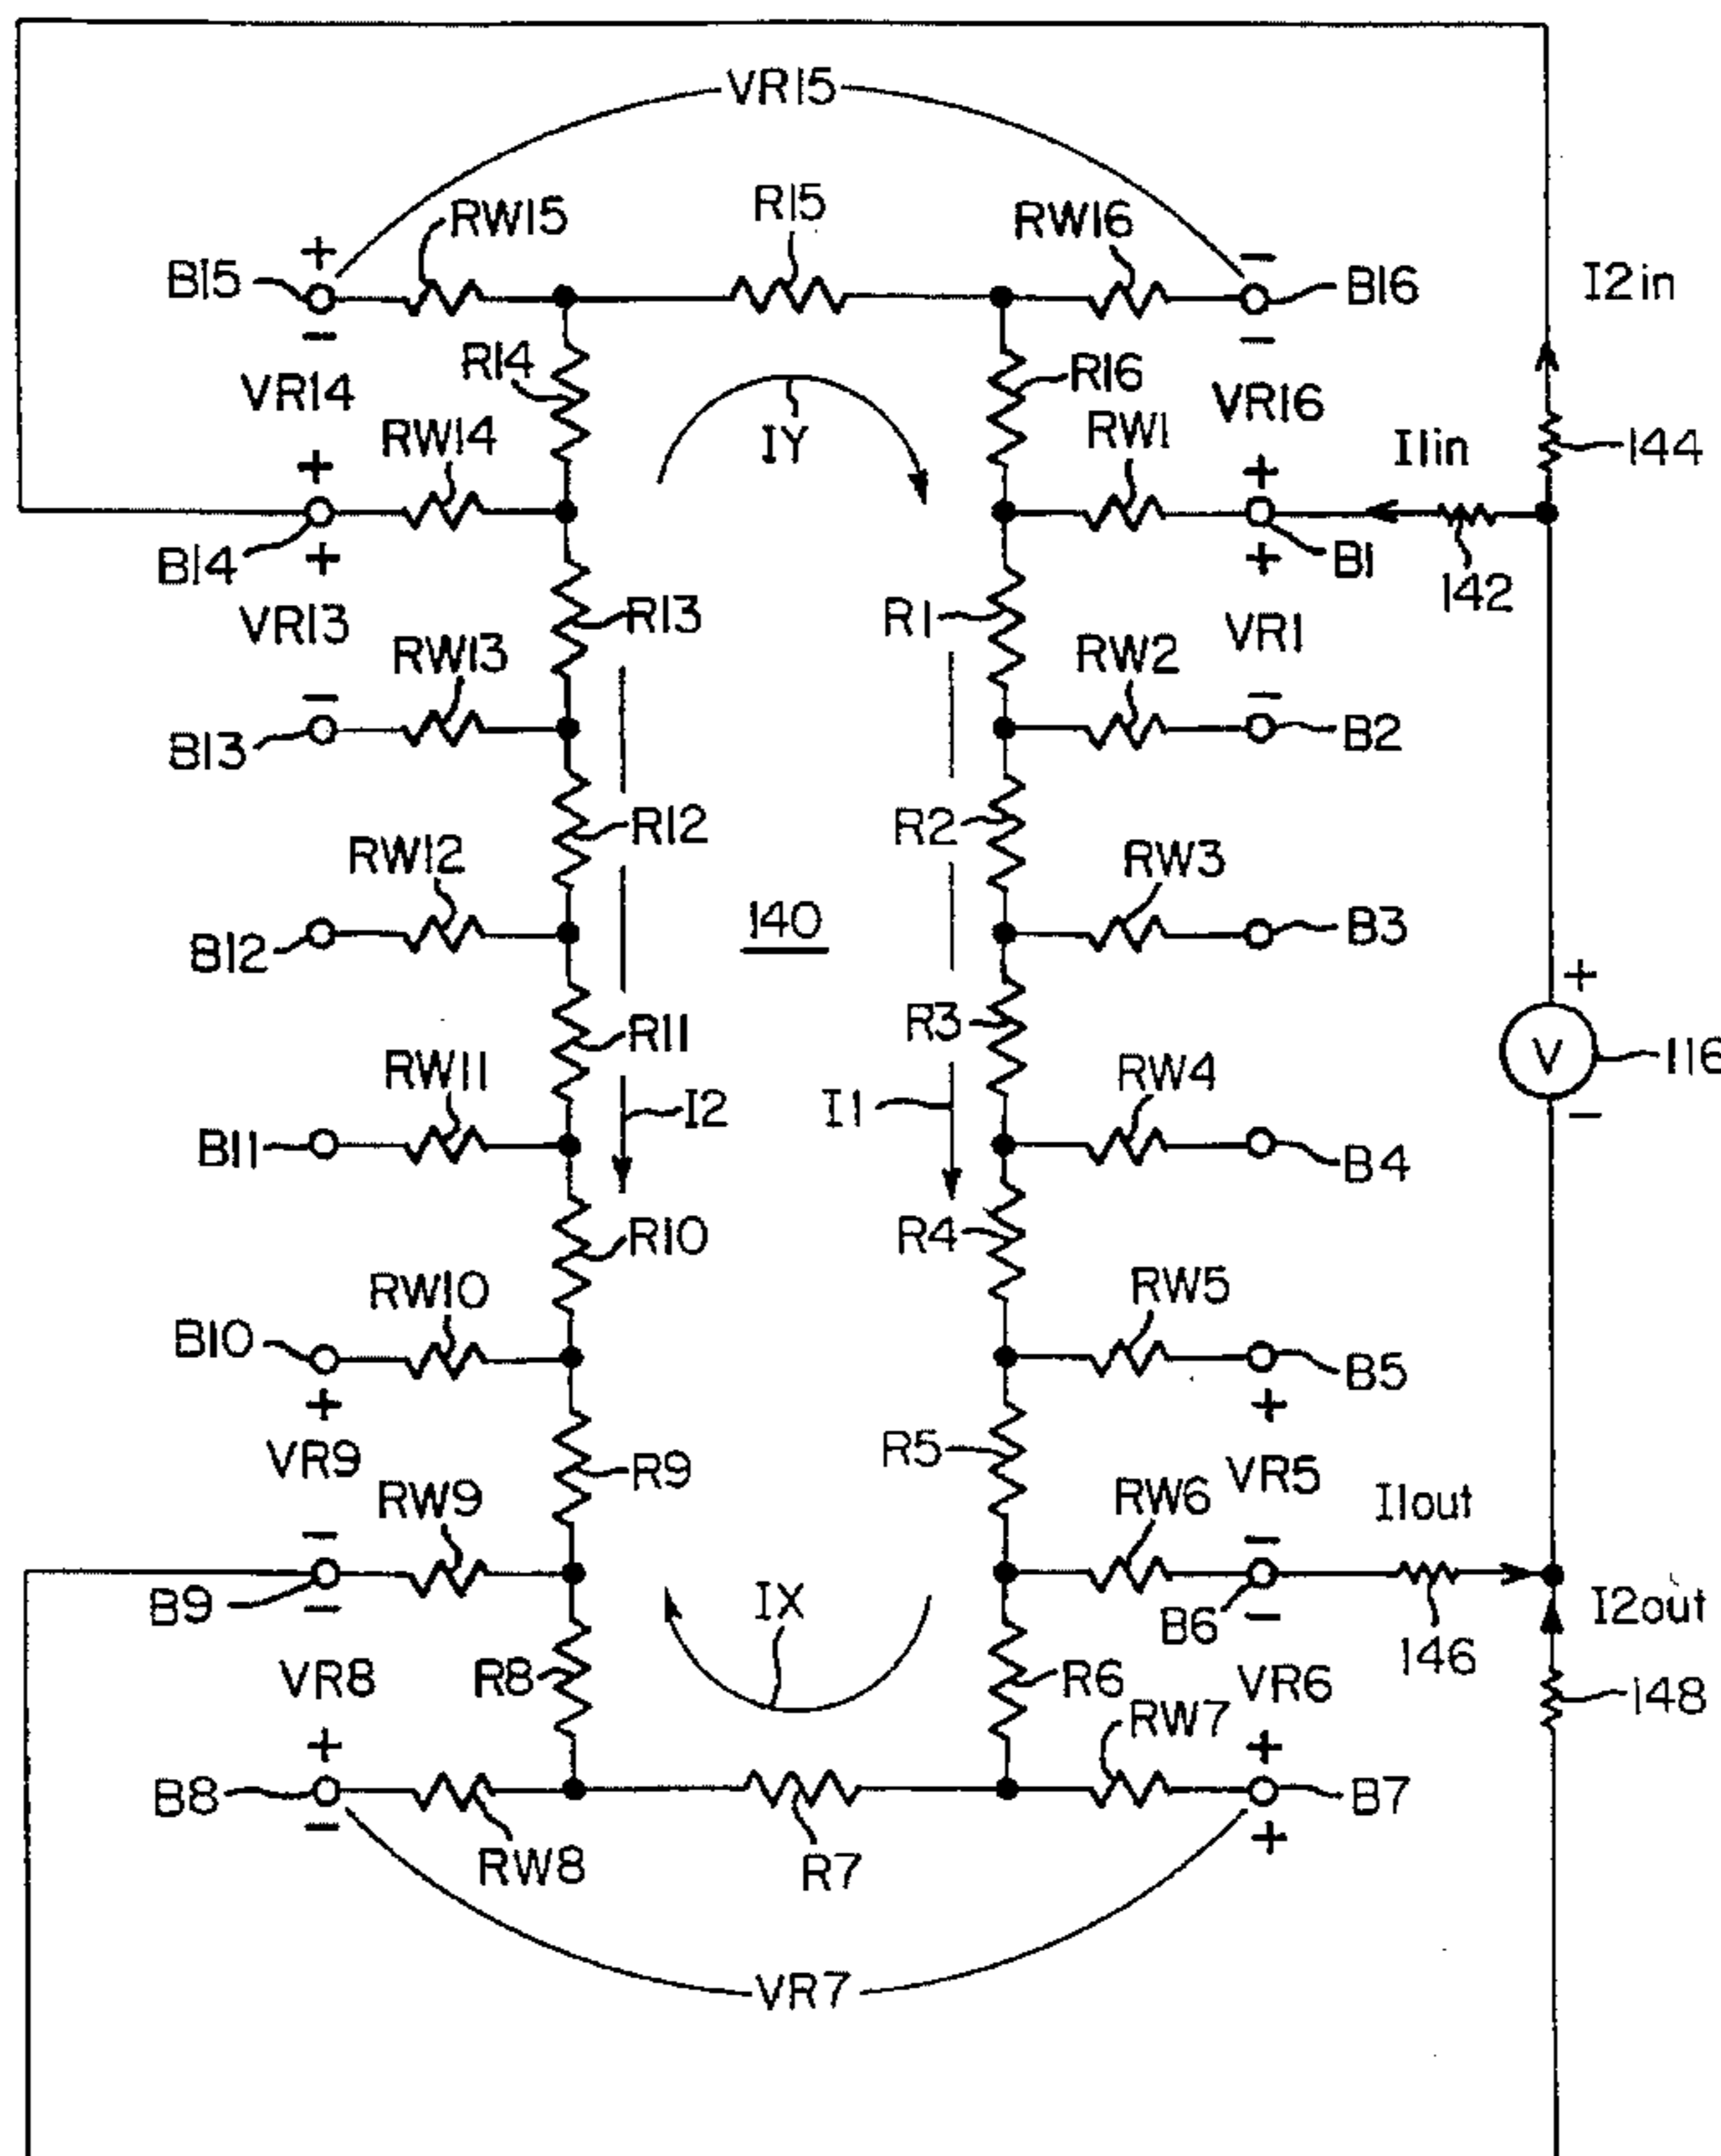 VR15
RW15
R15
RW16
+
−
B15
B16
I2in
−
−
R14
R16
VR14
VR16
IY
RW14
RW1
I1in
144
+
+
B14
B1
+
+
142
VR13
R13
R1
VR1
RW13
RW2
−
−
B13
B2
R12
R2
RW12
RW3
140
B12
B3
R11
R3
+
RW11
RW4
V
116
I2
I1
−
B11
B4
R10
R4
RW10
RW5
B10
B5
+
+
VR9
R9
R5
VR5
RW9
RW6
I1out
−
−
B9
IX
B6
I2out
−
−
146
VR8
R8
R6
VR6
148
RW7
+
+
B8
B7
−
+
RW8
R7
VR7